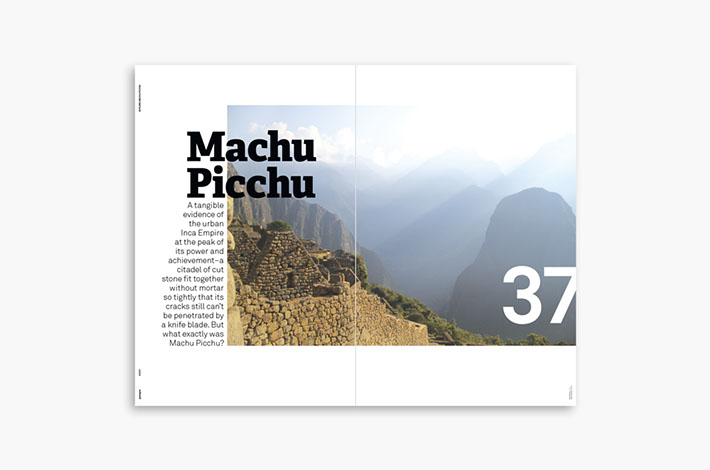 Machu
Picchu
A tangible
evidence of
the urban
Inca Empire
at the peak of
its power and
achievement–a
citadel of cut
stone fit together
without mortar
so tightly that its
cracks still can't
be penetrated by
a knife blade. But
what exactly was
Machu Picchu?
37